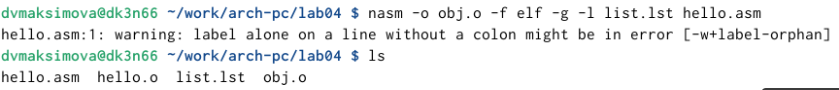 dvmaksimova@dk3n66 ~/work/arch-pc/lab04 $ nasm -o obj.o -f elf -g -l list.lst hello.asm
hello.asm:1: warning: label alone on a line without a colon might be in error [-w+label-orphan]
dvmaksimova@dk3n66 ~/work/arch-pc/lab04 $ ls
hello.asm  hello.o  list.lst  obj.o